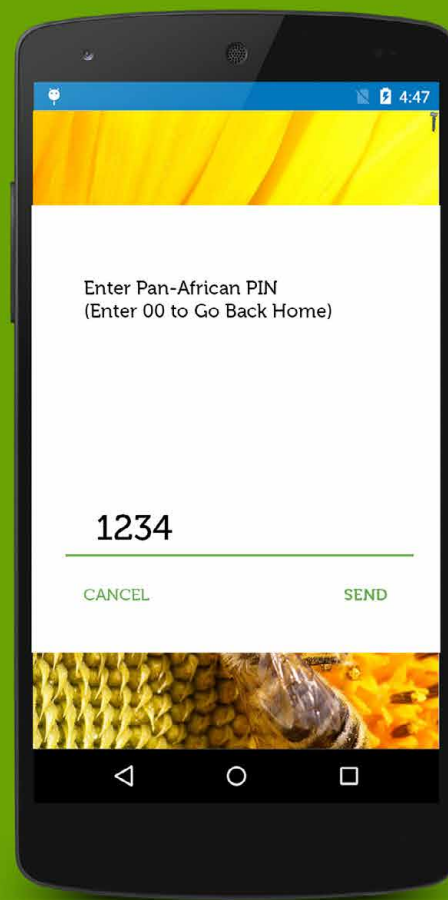 4:47
Enter Pan-African PIN
(Enter 00 to Go Back Home)
1234
CANCEL
SEND